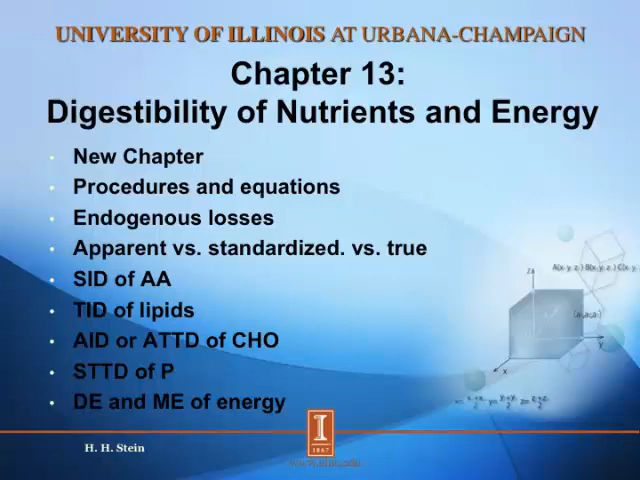 UNIVERSITY OF ILLINOIS AT URBANA-CHAMPAIGN
Chapter 13:
Digestibility of Nutrients and Energy
• New Chapter
• Procedures and equations
• Endogenous losses
• Apparent vs. standardized. vs. true
• SID of AA
• TID of lipids
• AID or ATTD of CHO
• STTD of P
• DE and ME of energy
z
y
x
I
1867
H. H. Stein